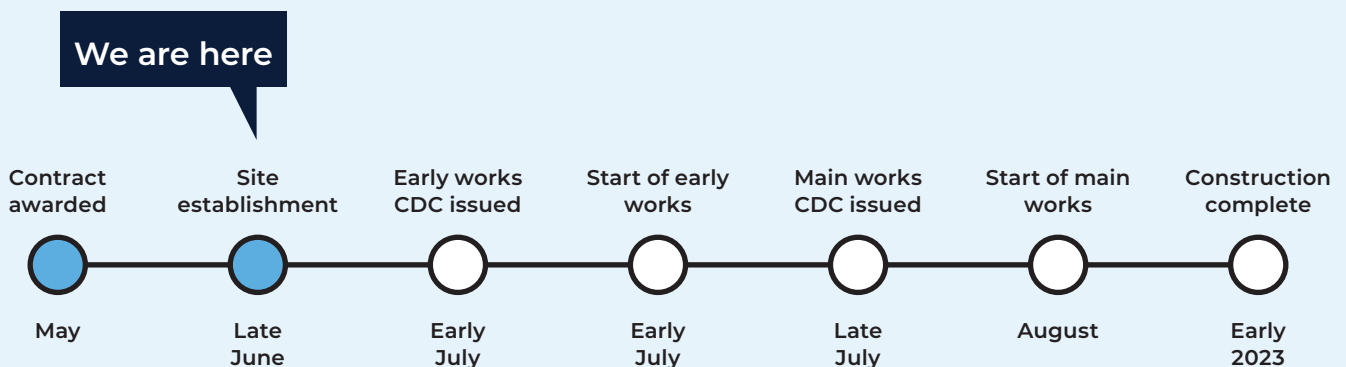 We are here
Contract
awarded
Site
establishment
Early works
CDC issued
Start of early
works
Main works
CDC issued
Start of main
works
Construction
complete
May
Late
June
Early
July
Early
July
Late
July
August
Early
2023